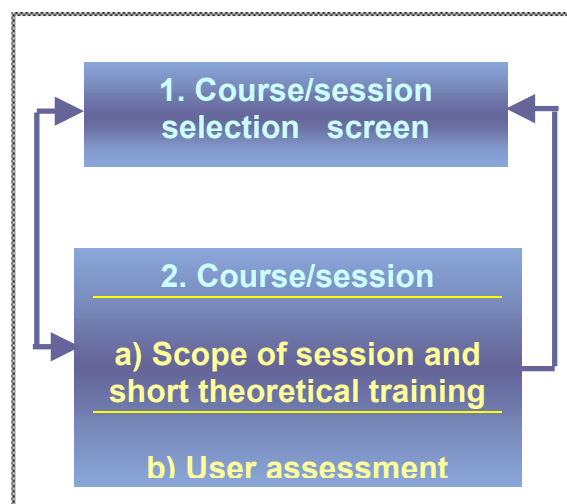 1. Course/session
selection screen
2. Course/session
a) Scope of session and
short theoretical training
b) User assessment